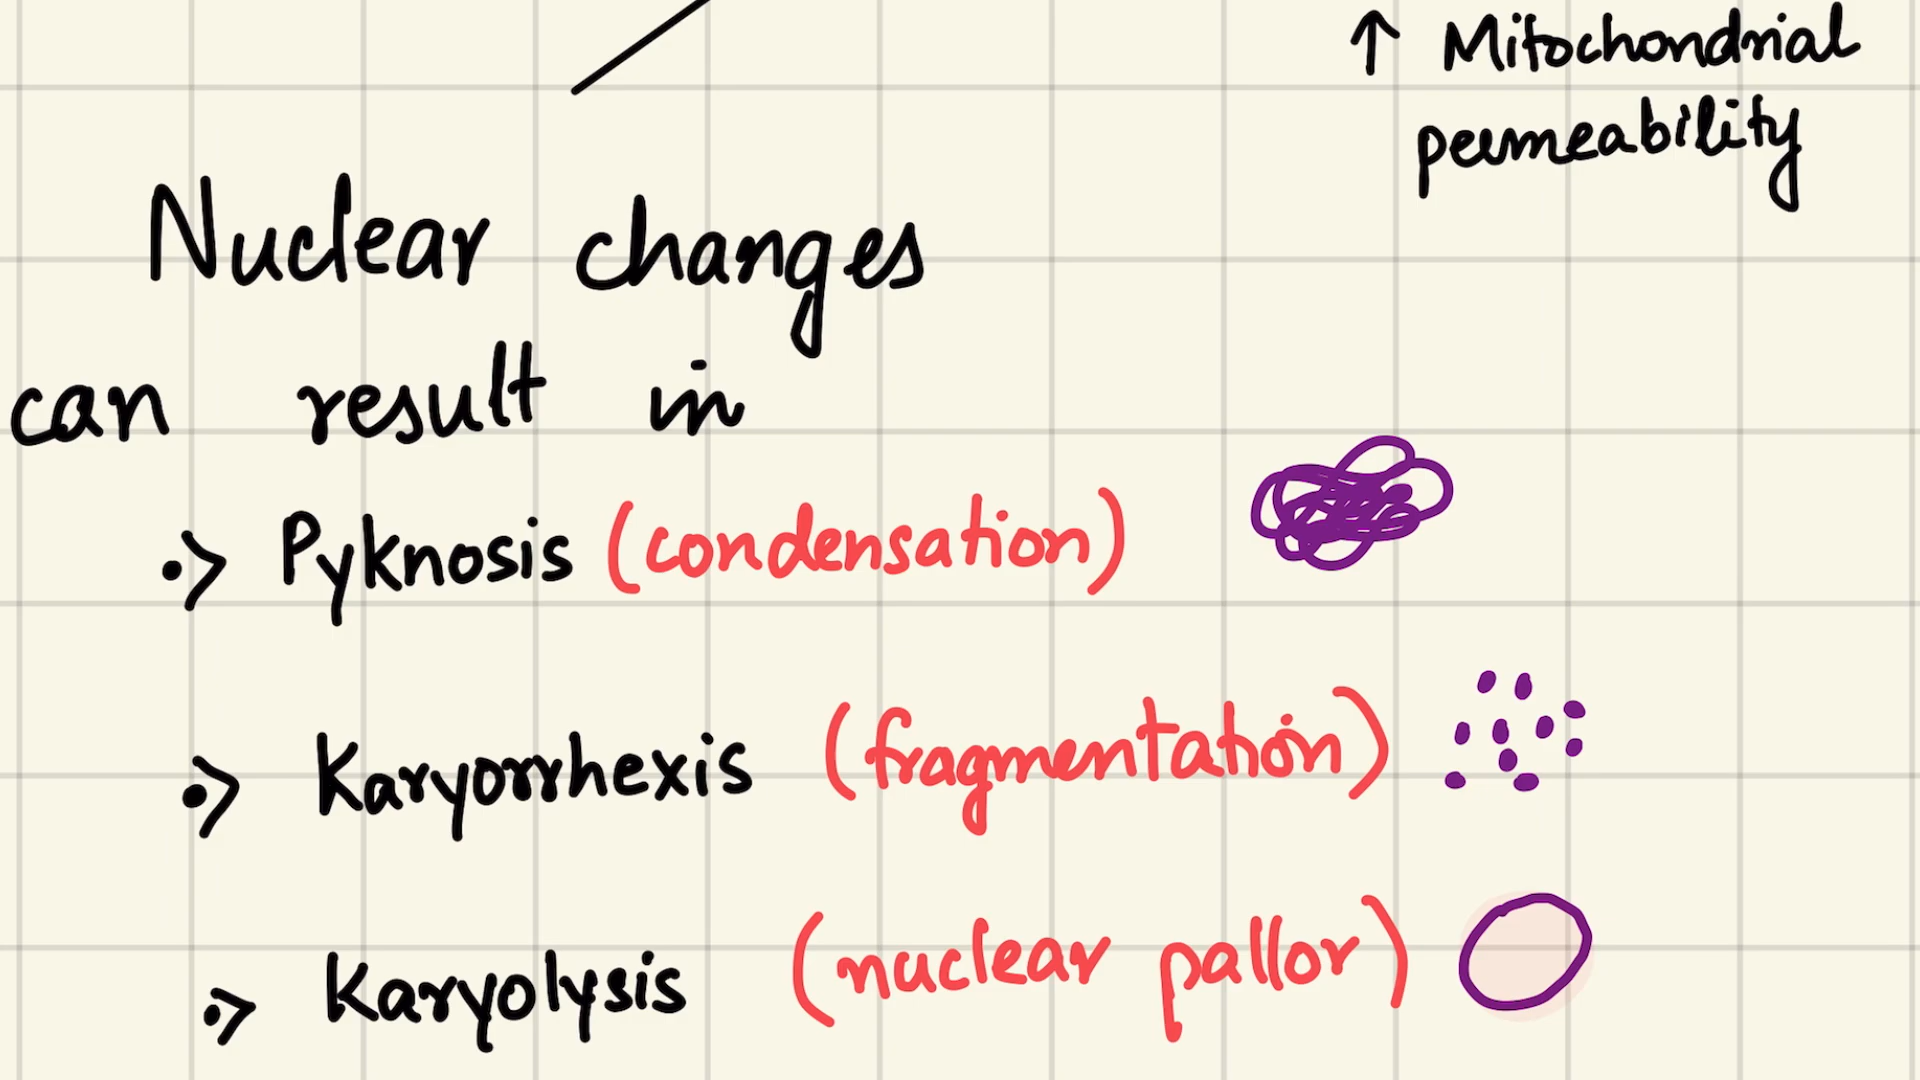 ↑ Mitochondrial
permeability
Nuclear changes
can result in
•> Pyknosis (condensation)
•> Karyorrhexis (fragmentation)
•> Karyolysis (nuclear pallor)